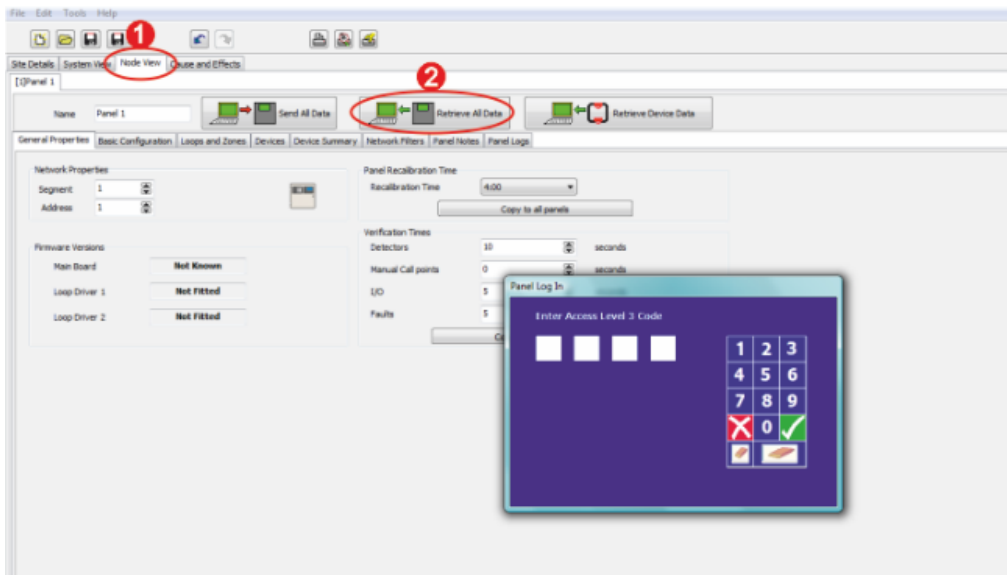 File Edit Tools Help
1
Site Details System View Node View Cause and Effects
[1]Panel 1
2
Name Panel 1 Send All Data Retrieve All Data Retrieve Device Data
General Properties Basic Configuration Loops and Zones Devices Device Summary Network Filters Panel Notes Panel Logs
Network Properties Panel Recalibration Time
Segment 1 Recalibration Time 4:00
Address 1 Copy to all panels
Verification Times
Firmware Versions Detectors 10 seconds
Main Board Not Known Manual Call points 0 seconds
Loop Driver 1 Not Fitted I/O 5
Loop Driver 2 Not Fitted Faults 5
Panel Log In
Enter Access Level 3 Code
1 2 3
4 5 6
7 8 9
0